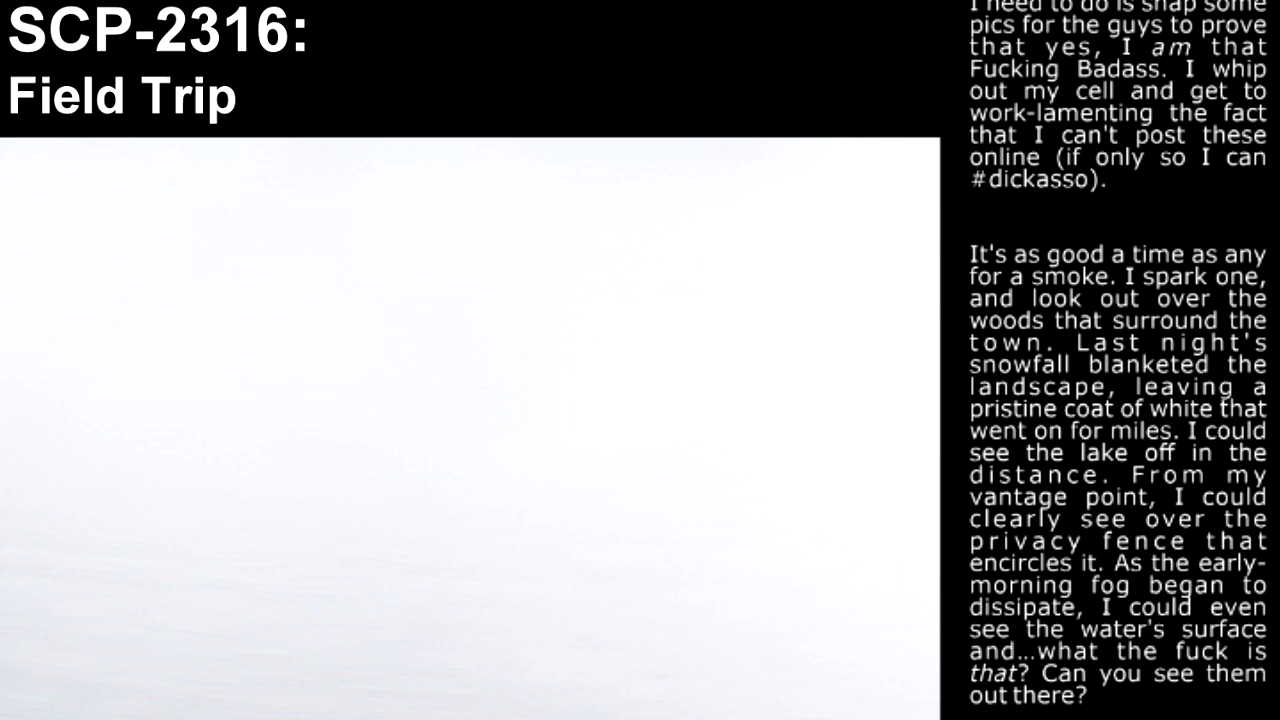 SCP-2316:
Field Trip
I need to do is snap some
pics for the guys to prove
that yes, I am that
Fucking Badass. I whip
out my cell and get to
work-lamenting the fact
that I can't post these
online (if only so I can
#dickasso).
It's as good a time as any
for a smoke. I spark one,
and look out over the
woods that surround the
town. Last night's
snowfall blanketed the
landscape, leaving a
pristine coat of white that
went on for miles. I could
see the lake off in the
distance. From my
vantage point, I could
clearly see over the
privacy fence that
encircles it. As the early-
morning fog began to
dissipate, I could even
see the water's surface
and...what the fuck is
that? Can you see them
out there?